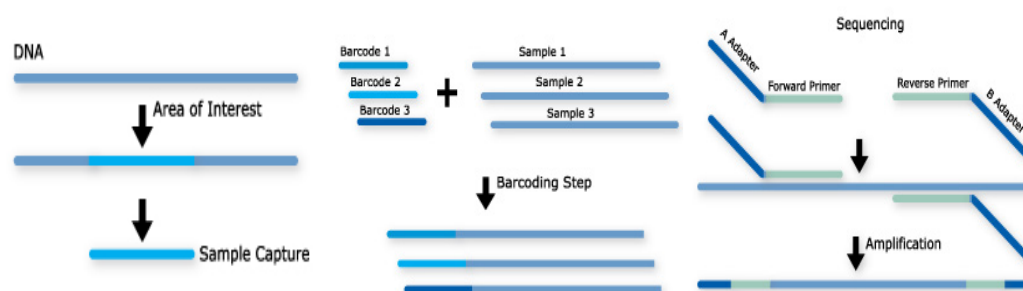 DNA
Area of Interest
Sample Capture
Barcode 1
Barcode 2
Barcode 3
+
Sample 1
Sample 2
Sample 3
Barcoding Step
Sequencing
A Adapter
Forward Primer
Reverse Primer
B Adapter
Amplification